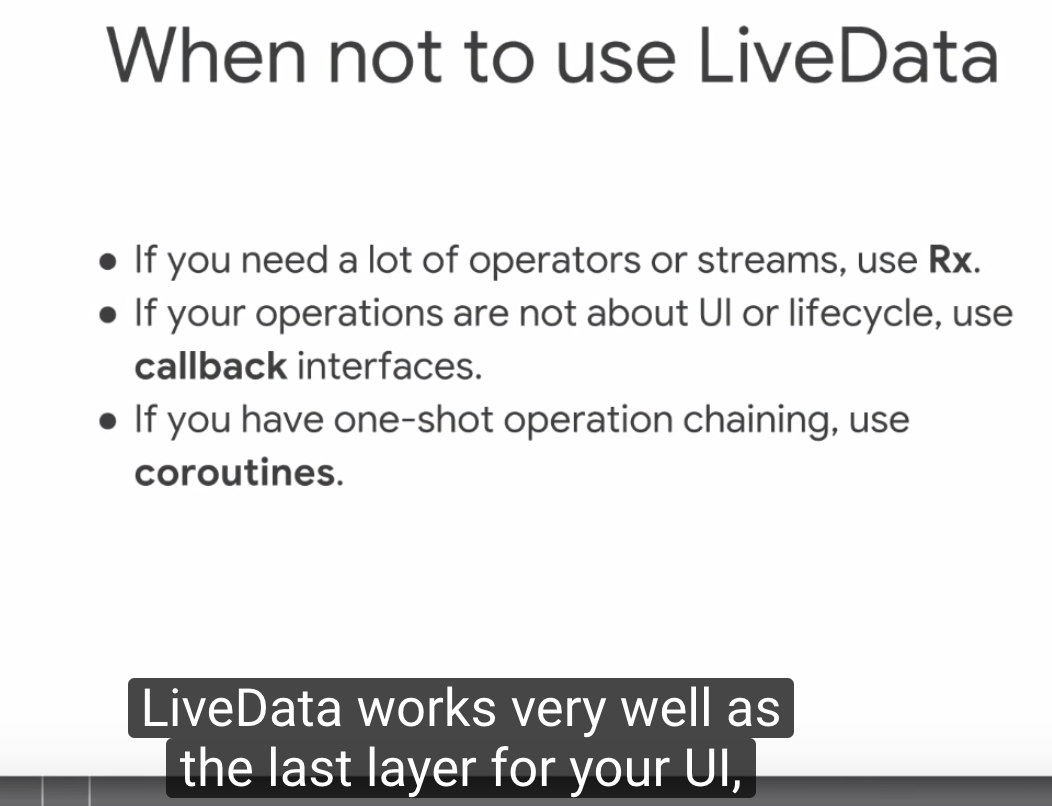 When not to use LiveData
● If you need a lot of operators or streams, use Rx.
● If your operations are not about UI or lifecycle, use
callback interfaces.
● If you have one-shot operation chaining, use
coroutines.
LiveData works very well as
the last layer for your UI,